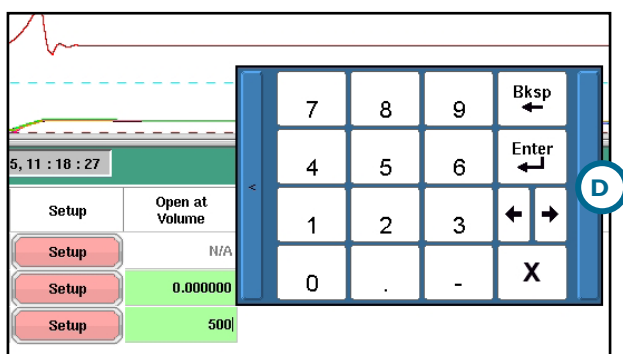 7 8 9 Bksp
4 5 6 Enter
<
1 2 3
0 . - X
D
5, 11 : 18 : 27
Setup Open at Volume
Setup N/A
Setup 0.000000
Setup 500